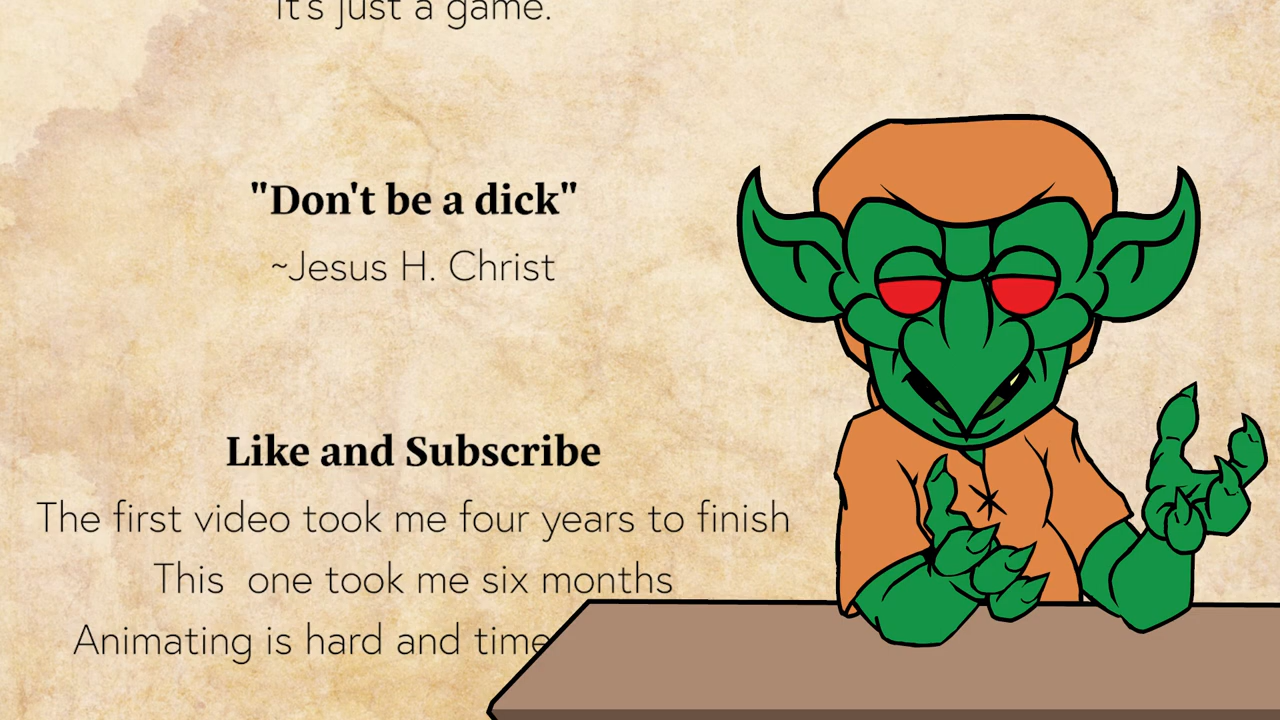 It's just a game.
"Don't be a dick"
~Jesus H. Christ
Like and Subscribe
The first video took me four years to finish
This one took me six months
Animating is hard and time